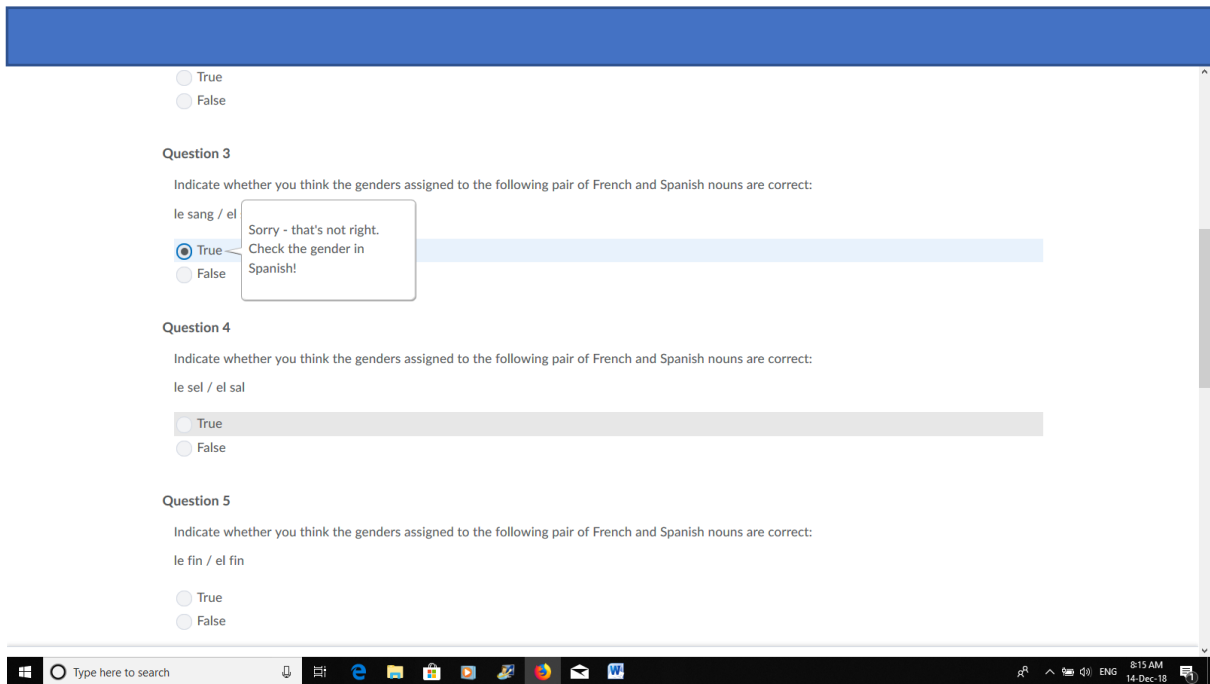 True
False
Question 3
Indicate whether you think the genders assigned to the following pair of French and Spanish nouns are correct:
le sang / el
Sorry - that's not right.
Check the gender in
Spanish!
True
False
Question 4
Indicate whether you think the genders assigned to the following pair of French and Spanish nouns are correct:
le sel / el sal
True
False
Question 5
Indicate whether you think the genders assigned to the following pair of French and Spanish nouns are correct:
le fin / el fin
True
False
Type here to search
ENG
8:15 AM
14-Dec-18